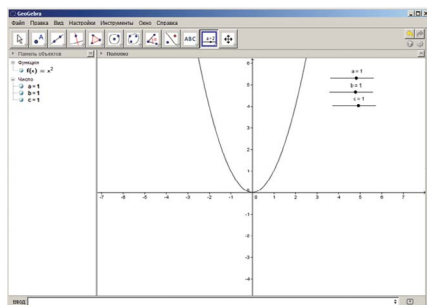 GeoGebra
Файл Правка Вид Настройки Инструменты Окно Справка
A
ABC
a=2
Панель объектов
Полотно
Функция
f(x) = x²
Число
a = 1
b = 1
c = 1
a = 1
b = 1
c = 1
6
5
4
3
2
1
0
-7 -6 -5 -4 -3 -2 -1 0 1 2 3 4 5 6 7
-1
-2
-3
-4
Ввод: